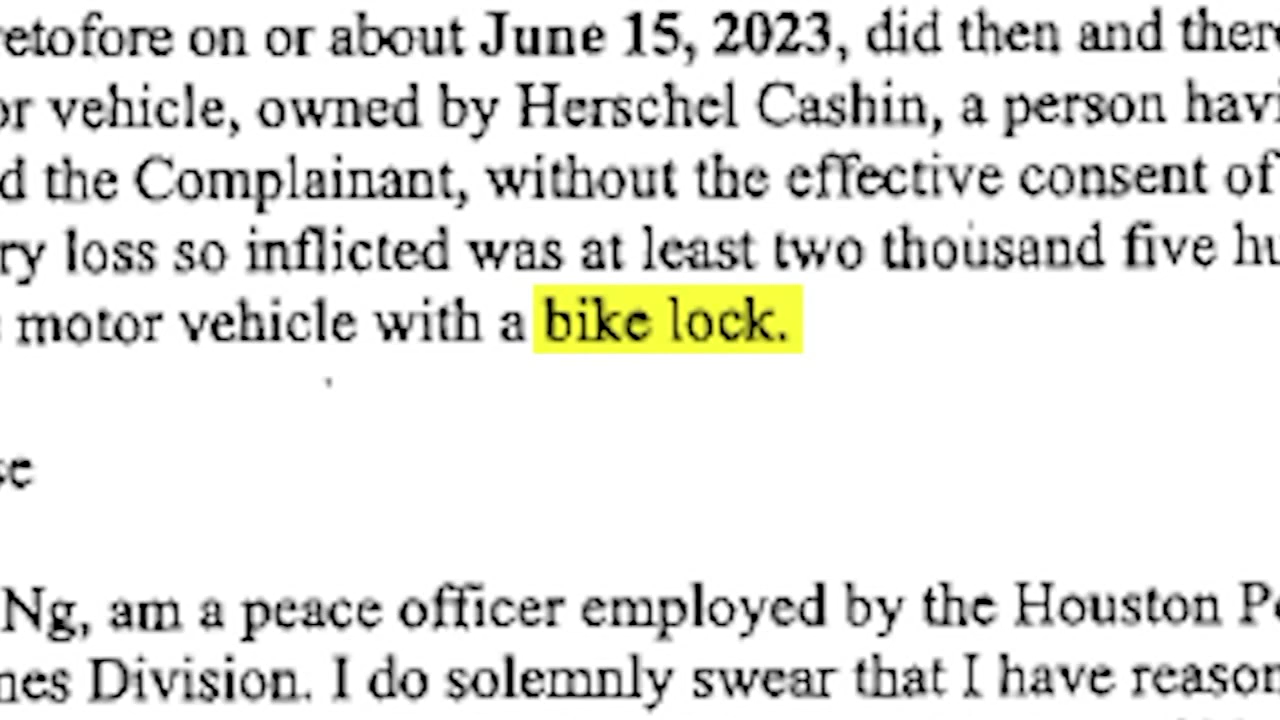 retofore on or about June 15, 2023, did then and ther
or vehicle, owned by Herschel Cashin, a person havi
d the Complainant, without the effective consent of
ry loss so inflicted was at least two thousand five hu
motor vehicle with a bike lock.
se
Ng, am a peace officer employed by the Houston Po
nes Division. I do solemnly swear that I have reason